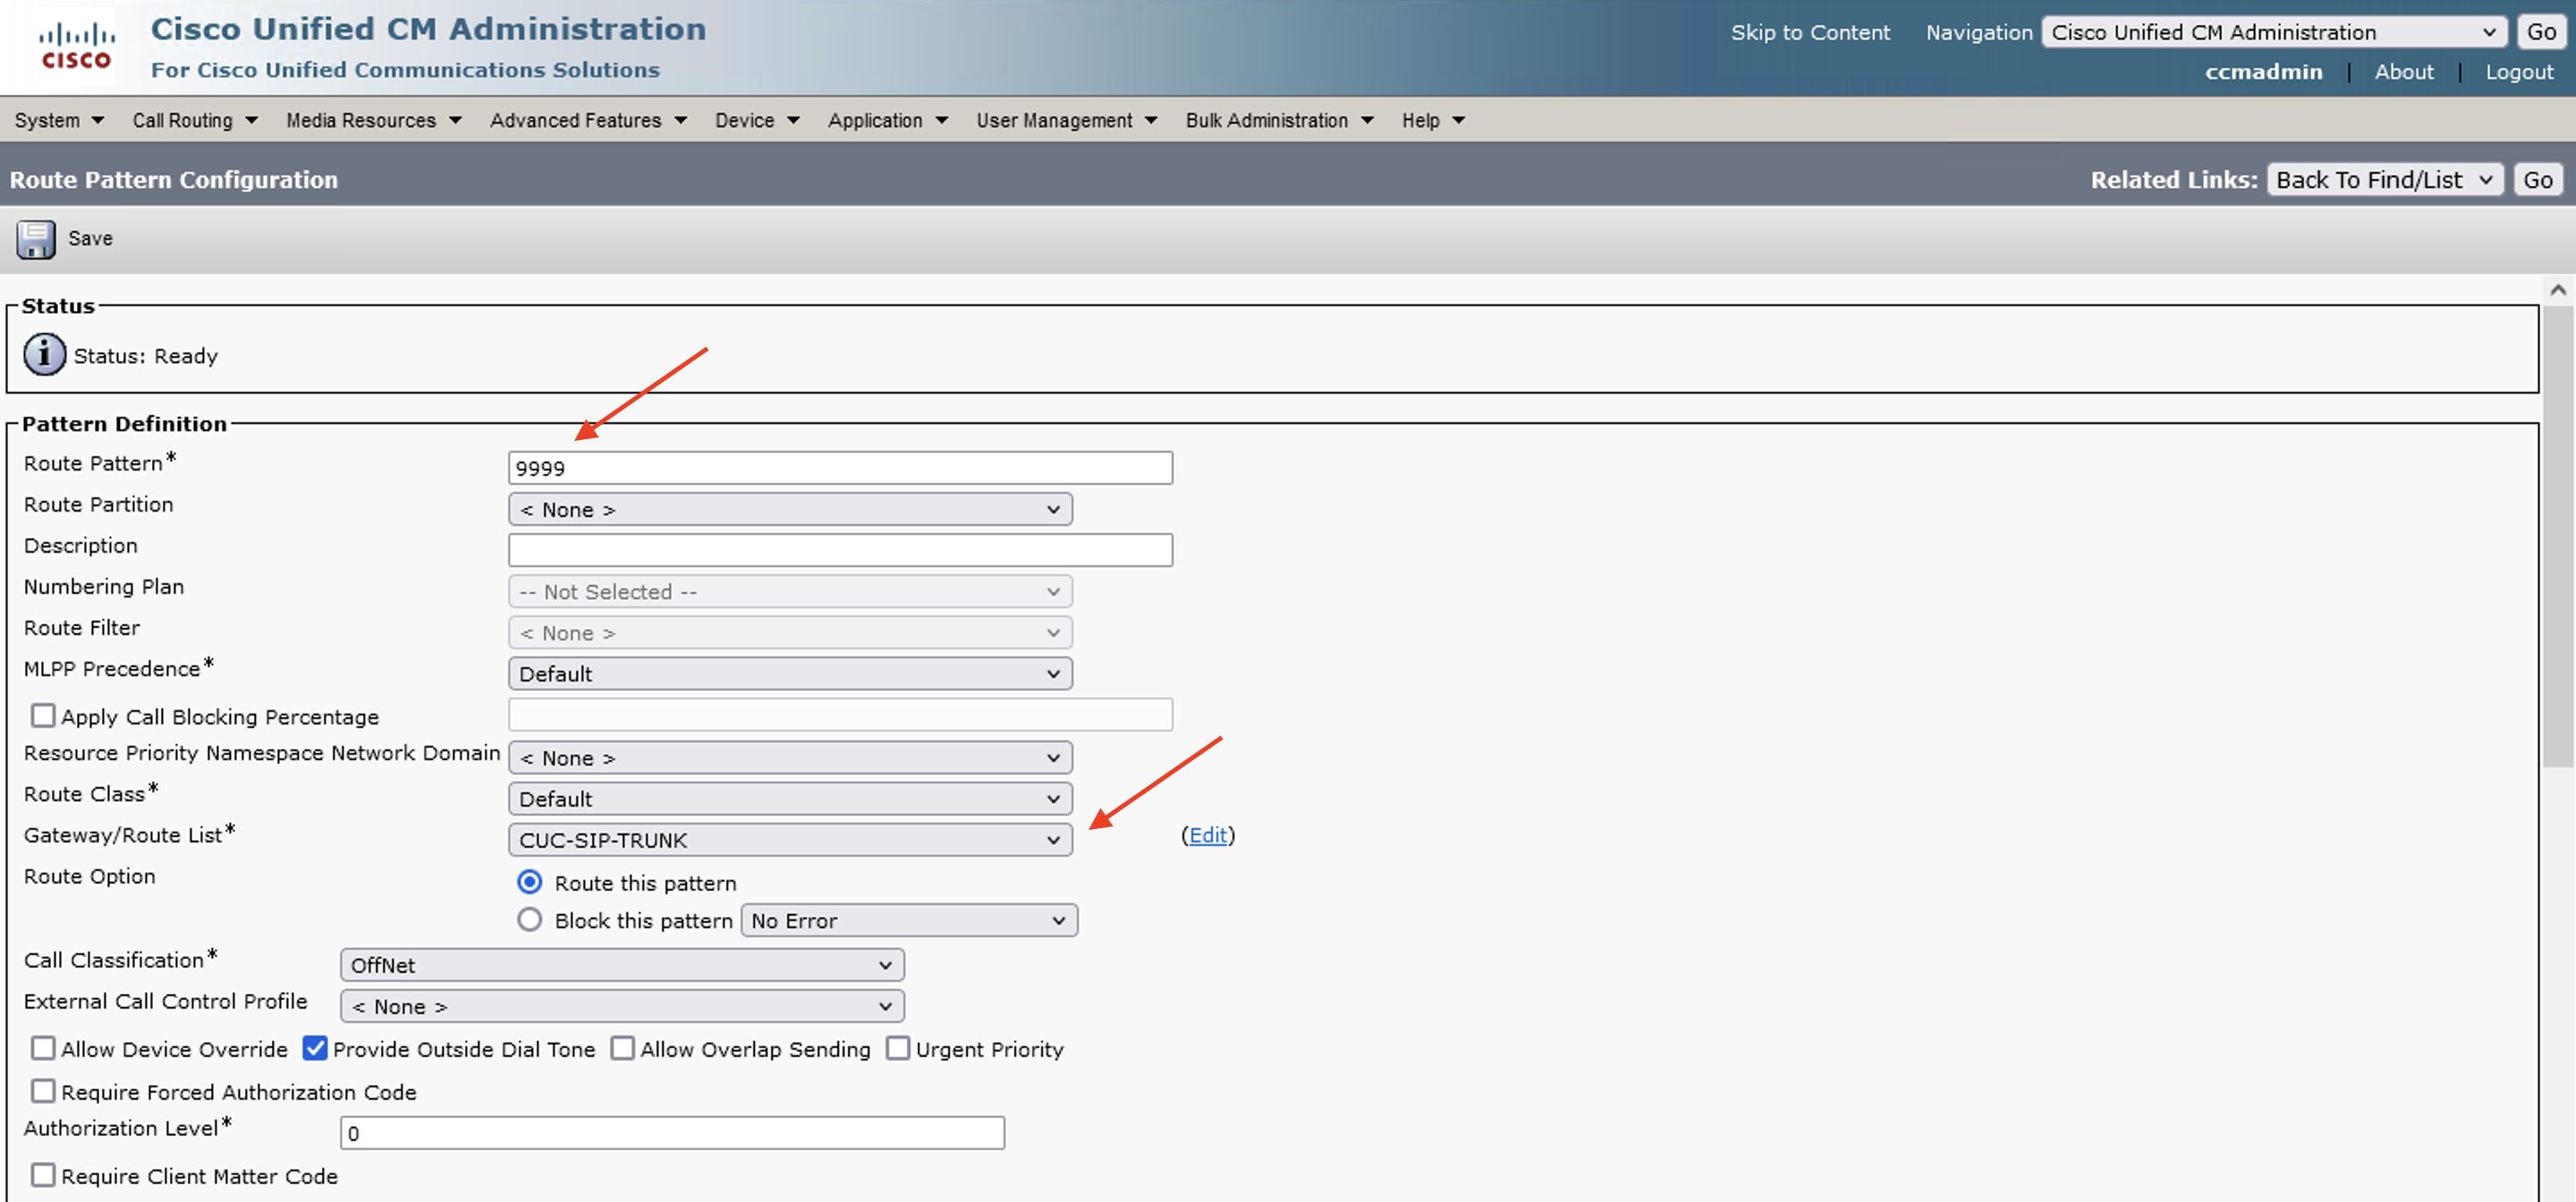 CISCO
Cisco Unified CM Administration
For Cisco Unified Communications Solutions
Skip to Content Navigation Cisco Unified CM Administration Go
ccmadmin | About | Logout
System Call Routing Media Resources Advanced Features Device Application User Management Bulk Administration Help
Route Pattern Configuration
Related Links: Back To Find/List Go
Save
Status
i Status: Ready
Pattern Definition
Route Pattern* 9999
Route Partition < None >
Description
Numbering Plan -- Not Selected --
Route Filter < None >
MLPP Precedence* Default
Apply Call Blocking Percentage
Resource Priority Namespace Network Domain < None >
Route Class* Default
Gateway/Route List* CUC-SIP-TRUNK (Edit)
Route Option Route this pattern
Block this pattern No Error
Call Classification* OffNet
External Call Control Profile < None >
Allow Device Override Provide Outside Dial Tone Allow Overlap Sending Urgent Priority
Require Forced Authorization Code
Authorization Level* 0
Require Client Matter Code